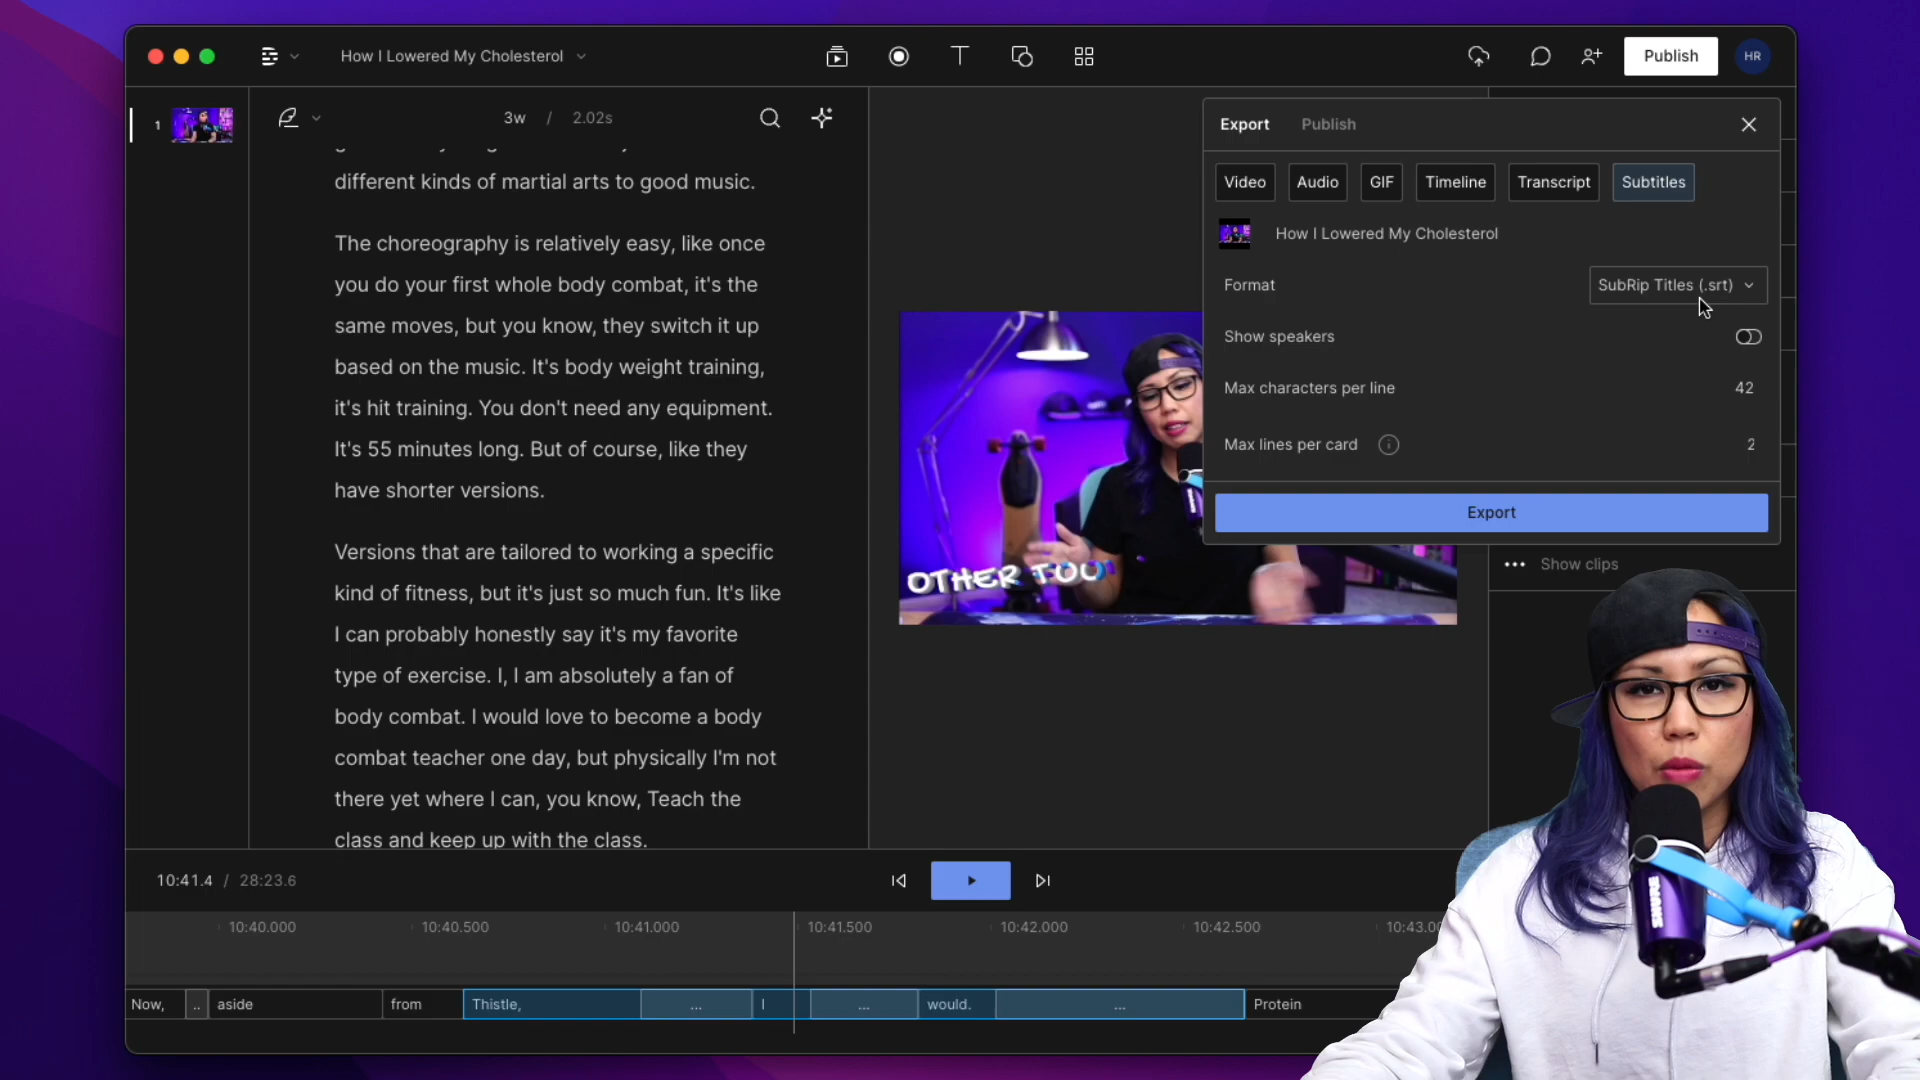 How I Lowered My Cholesterol
Publish
HR
1
3w / 2.02s
different kinds of martial arts to good music.
The choreography is relatively easy, like once
you do your first whole body combat, it's the
same moves, but you know, they switch it up
based on the music. It's body weight training,
it's hit training. You don't need any equipment.
It's 55 minutes long. But of course, like they
have shorter versions.
Versions that are tailored to working a specific
kind of fitness, but it's just so much fun. It's like
I can probably honestly say it's my favorite
type of exercise. I, I am absolutely a fan of
body combat. I would love to become a body
combat teacher one day, but physically I'm not
there yet where I can, you know, Teach the
class and keep up with the class.
OTHER TOO
Export Publish
Video Audio GIF Timeline Transcript Subtitles
How I Lowered My Cholesterol
Format SubRip Titles (.srt)
Show speakers
Max characters per line 42
Max lines per card 2
Export
Show clips
SHURE
10:41.4 / 28:23.6
10:40.000 10:40.500 10:41.000 10:41.500 10:42.000 10:42.500 10:43.00
Now, .. aside from Thistle, ... I ... would. ... Protein